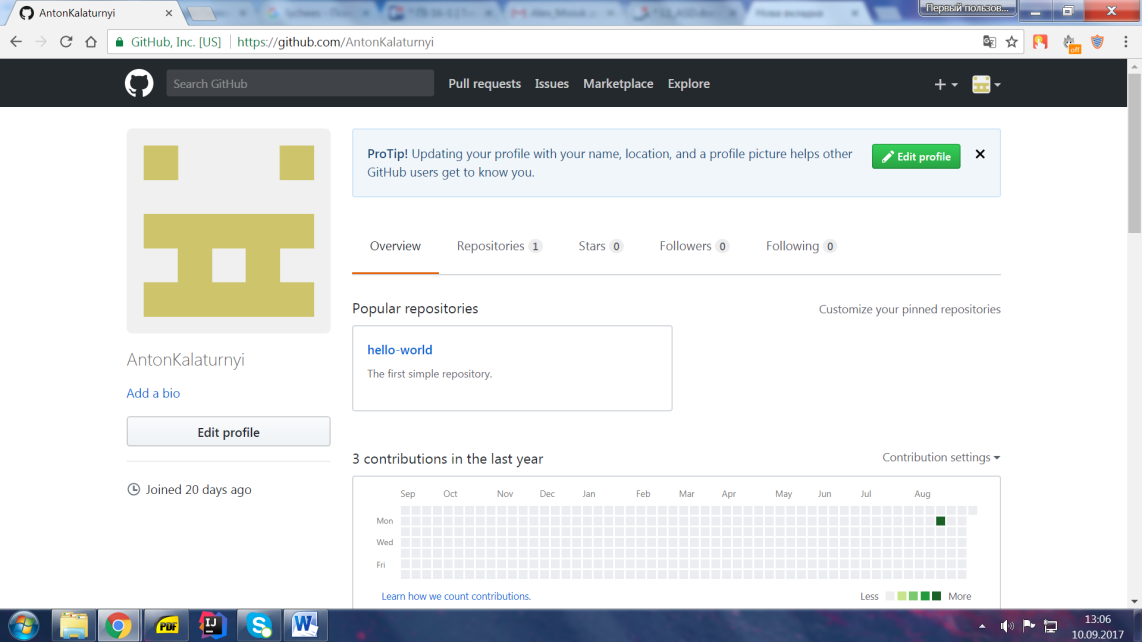 AntonKalaturnyi
Новая вкладка
Первый пользов...
GitHub, Inc. [US]
https://github.com/AntonKalaturnyi
off
Search GitHub
Pull requests
Issues
Marketplace
Explore
ProTip! Updating your profile with your name, location, and a profile picture helps other
GitHub users get to know you.
Edit profile
Overview
Repositories 1
Stars 0
Followers 0
Following 0
Popular repositories
Customize your pinned repositories
hello-world
The first simple repository.
AntonKalaturnyi
Add a bio
Edit profile
Joined 20 days ago
3 contributions in the last year
Contribution settings
Sep Oct Nov Dec Jan Feb Mar Apr May Jun Jul Aug
Mon
Wed
Fri
Learn how we count contributions.
Less
More
PDF
IJ
S
W
13:06
10.09.2017